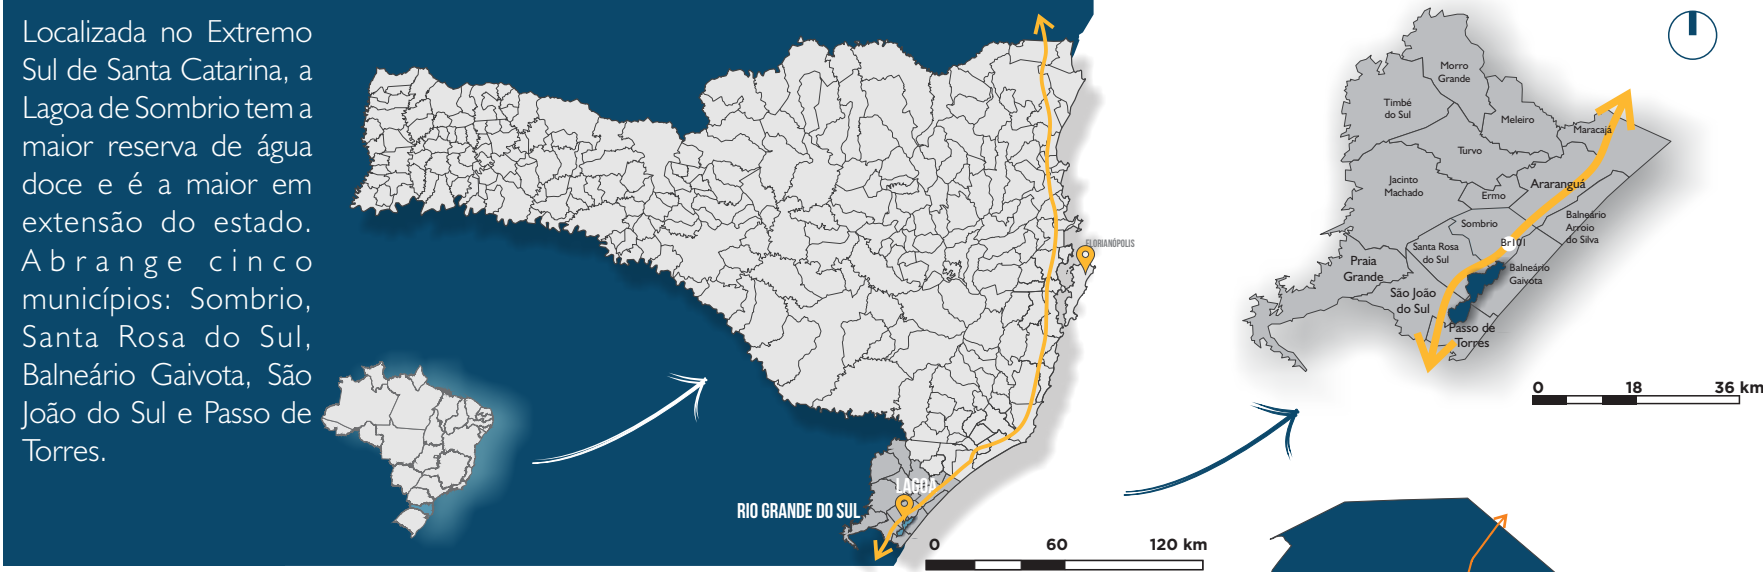 Localizada no Extremo
Sul de Santa Catarina, a
Lagoa de Sombrio tem a
maior reserva de água
doce e é a maior em
extensão do estado.
Abrange cinco
municípios: Sombrio,
Santa Rosa do Sul,
Balneário Gaivota, São
João do Sul e Passo de
Torres.
FLORIANÓPOLIS
LAGOA
RIO GRANDE DO SUL
0 60 120 km
Morro
Grande
Timbé
do Sul
Meleiro
Maracajá
Turvo
Jacinto
Machado
Ermo
Araranguá
Sombrio
Balneário
Arroio
do Silva
Br101
Santa Rosa
do Sul
Praia
Grande
Balneário
Gaivota
São João
do Sul
Passo de
Torres
0 18 36 km